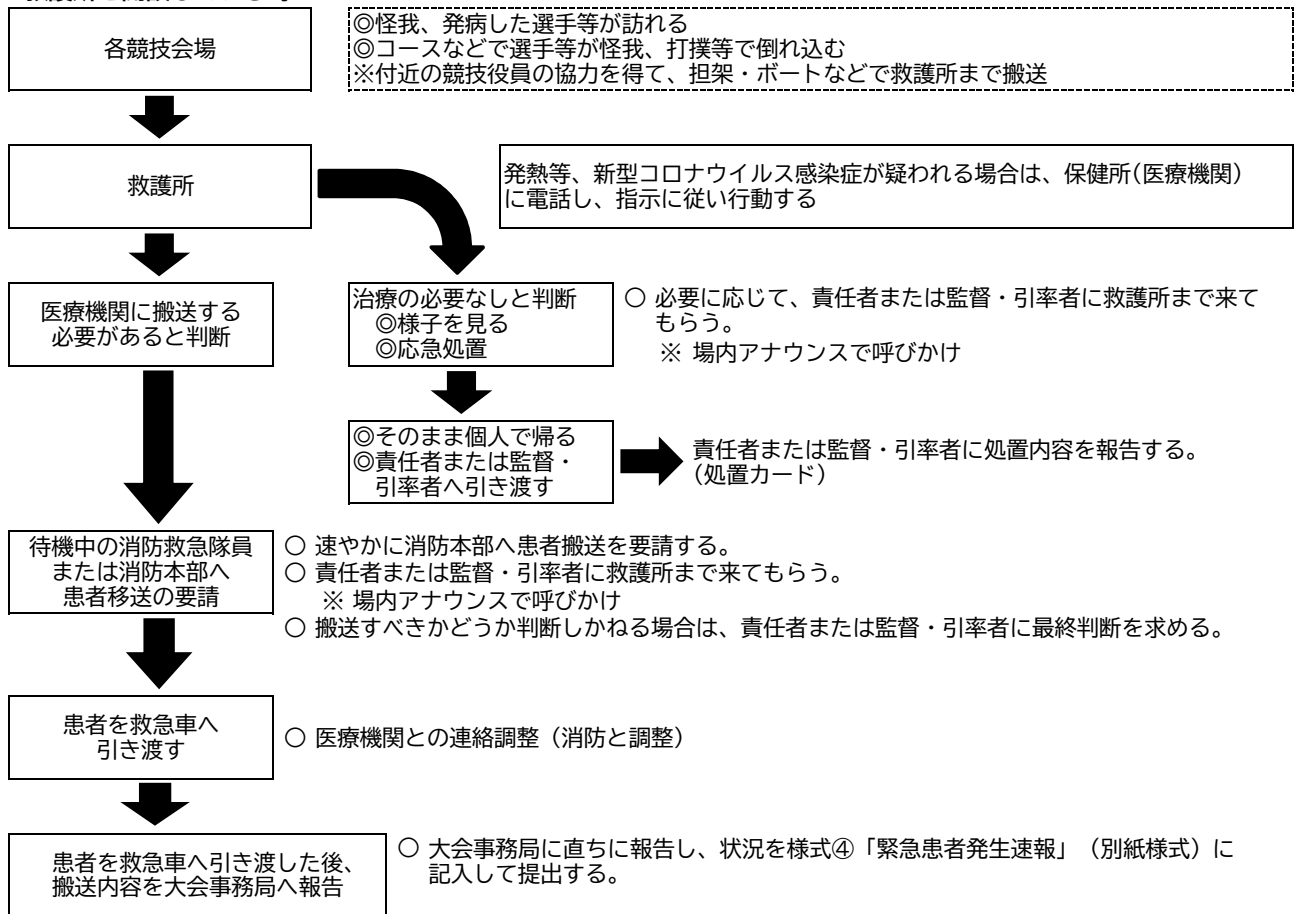 各競技会場
◎怪我、発病した選手等が訪れる
◎コースなどで選手等が怪我、打撲等で倒れ込む
※付近の競技役員の協力を得て、担架・ボートなどで救護所まで搬送
救護所
発熱等、新型コロナウイルス感染症が疑われる場合は、保健所(医療機関)
に電話し、指示に従い行動する
医療機関に搬送する
必要があると判断
治療の必要なしと判断
◎様子を見る
◎応急処置
○ 必要に応じて、責任者または監督・引率者に救護所まで来て
もらう。
※ 場内アナウンスで呼びかけ
◎そのまま個人で帰る
◎責任者または監督・
引率者へ引き渡す
責任者または監督・引率者に処置内容を報告する。
(処置カード)
待機中の消防救急隊員
または消防本部へ
患者移送の要請
○ 速やかに消防本部へ患者搬送を要請する。
○ 責任者または監督・引率者に救護所まで来てもらう。
※ 場内アナウンスで呼びかけ
○ 搬送すべきかどうか判断しかねる場合は、責任者または監督・引率者に最終判断を求める。
患者を救急車へ
引き渡す
○ 医療機関との連絡調整(消防と調整)
患者を救急車へ引き渡した後、
搬送内容を大会事務局へ報告
○ 大会事務局に直ちに報告し、状況を様式④「緊急患者発生速報」(別紙様式)に
記入して提出する。